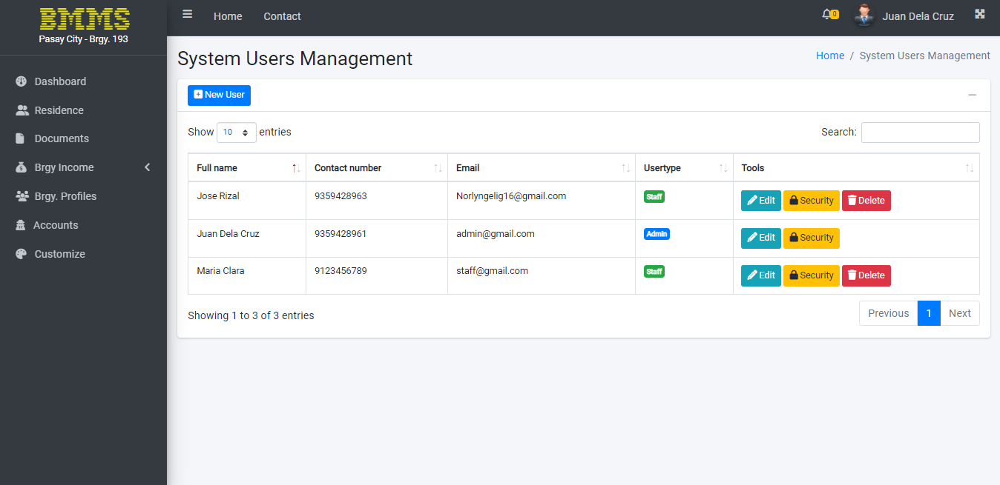 BMMS
Pasay City - Brgy. 193
Home Contact 0 Juan Dela Cruz
Dashboard
Residence
Documents
Brgy Income
Brgy. Profiles
Accounts
Customize
System Users Management
Home / System Users Management
New User
Show 10 entries
Search:
Full name Contact number Email Usertype Tools
Jose Rizal 9359428963 Norlyngelig16@gmail.com Staff Edit Security Delete
Juan Dela Cruz 9359428961 admin@gmail.com Admin Edit Security
Maria Clara 9123456789 staff@gmail.com Staff Edit Security Delete
Showing 1 to 3 of 3 entries
Previous 1 Next